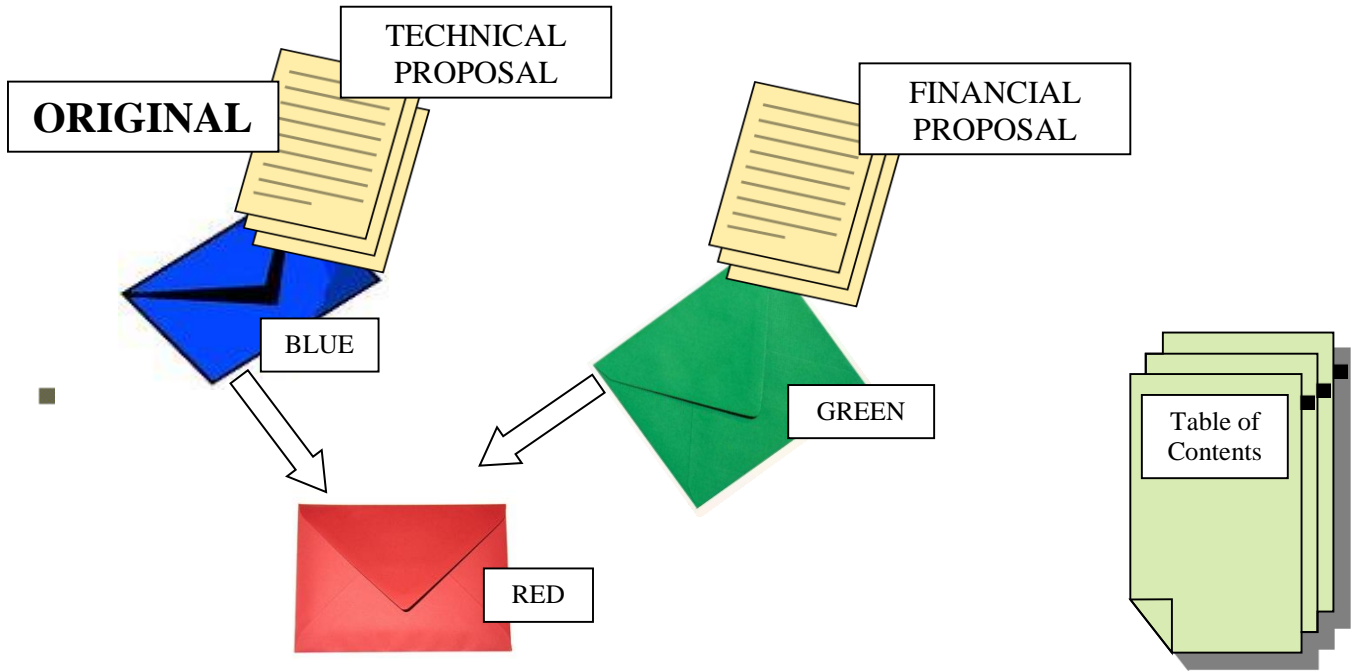 TECHNICAL
PROPOSAL
ORIGINAL
FINANCIAL
PROPOSAL
BLUE
GREEN
Table of
Contents
RED